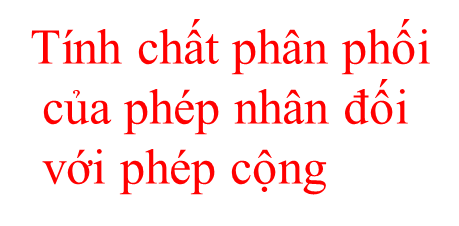 Tính chất phân phối
của phép nhân đối
với phép cộng